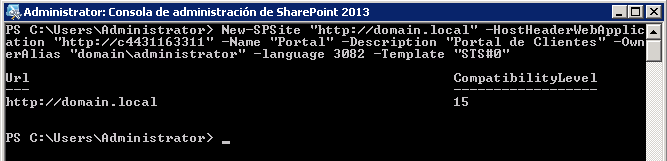 Administrator: Consola de administración de SharePoint 2013
PS C:\Users\Administrator> New-SPSite "http://domain.local" -HostHeaderWebApplic
ation "http://c4431163311" -Name "Portal" -Description "Portal de Clientes" -Own
erAlias "domain\administrator" -language 3082 -Template "STS#0"
Url CompatibilityLevel
--- ------------------
http://domain.local 15
PS C:\Users\Administrator> _